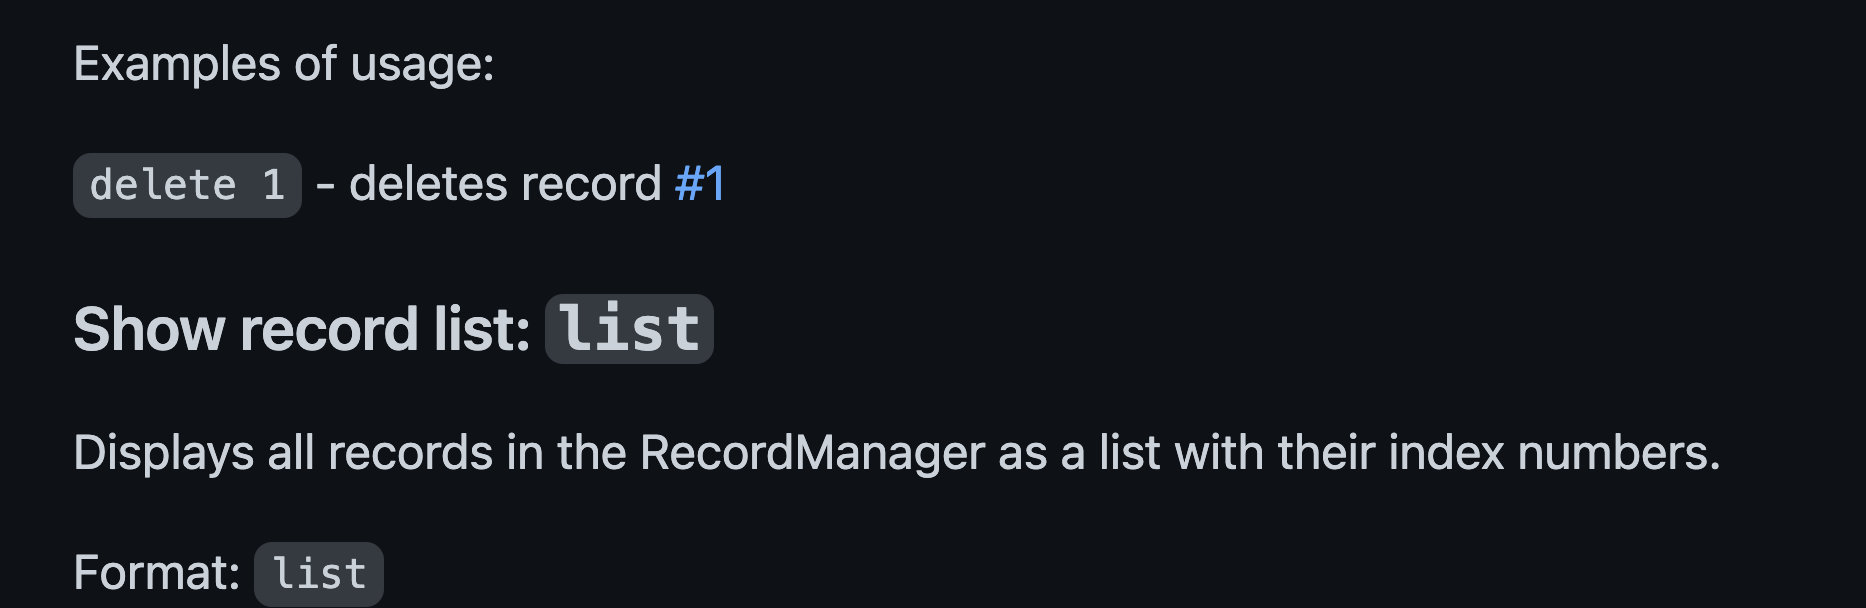 Examples of usage:
delete 1 - deletes record #1
Show record list: list
Displays all records in the RecordManager as a list with their index numbers.
Format: list